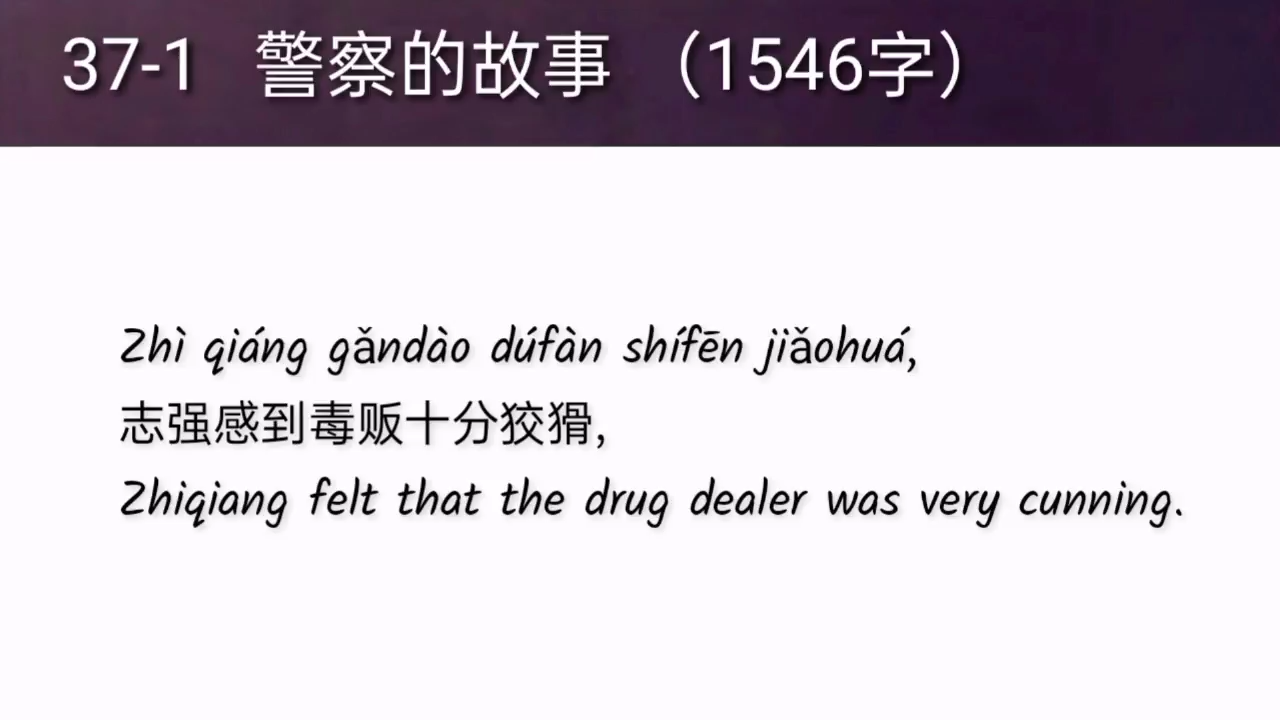 37-1 警察的故事 （1546字）
Zhì qiáng gǎndào dúfàn shífēn jiǎohuá,
志强感到毒贩十分狡猾,
Zhiqiang felt that the drug dealer was very cunning.